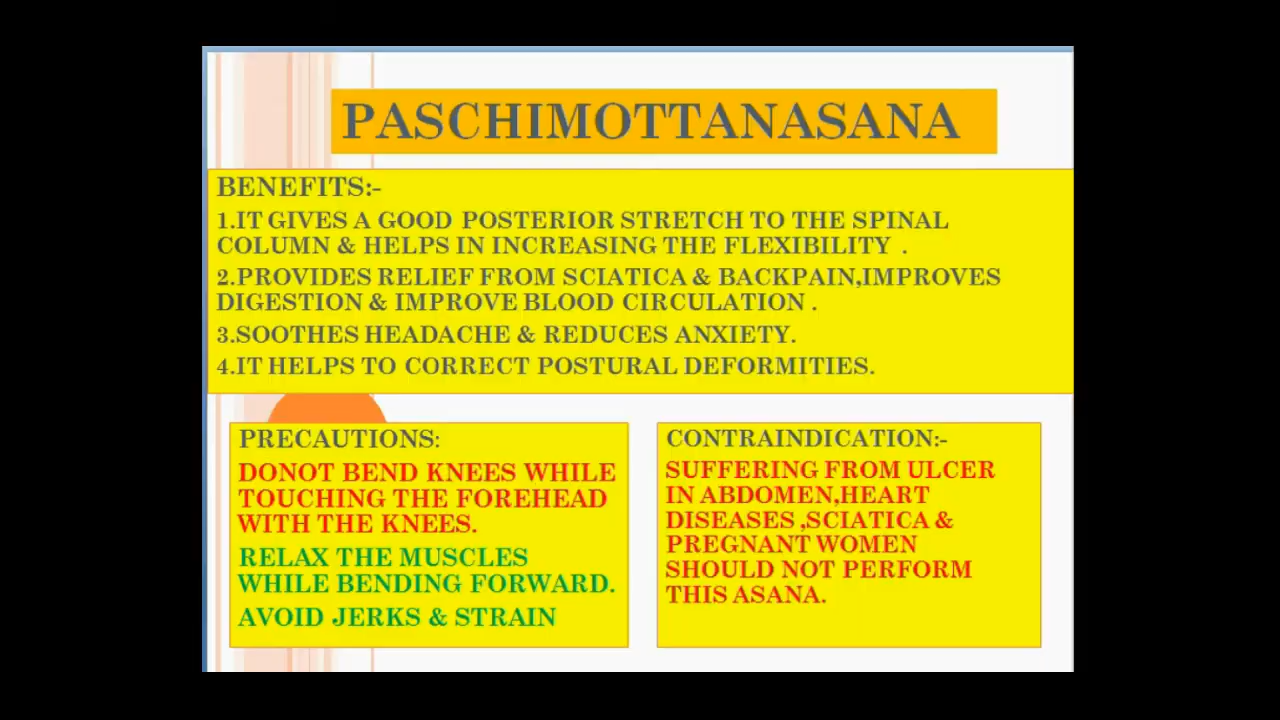 PASCHIMOTTANASANA
BENEFITS:-
1.IT GIVES A GOOD POSTERIOR STRETCH TO THE SPINAL
COLUMN & HELPS IN INCREASING THE FLEXIBILITY .
2.PROVIDES RELIEF FROM SCIATICA & BACKPAIN,IMPROVES
DIGESTION & IMPROVE BLOOD CIRCULATION .
3.SOOTHES HEADACHE & REDUCES ANXIETY.
4.IT HELPS TO CORRECT POSTURAL DEFORMITIES.
PRECAUTIONS:
DONOT BEND KNEES WHILE
TOUCHING THE FOREHEAD
WITH THE KNEES.
RELAX THE MUSCLES
WHILE BENDING FORWARD.
AVOID JERKS & STRAIN
CONTRAINDICATION:-
SUFFERING FROM ULCER
IN ABDOMEN,HEART
DISEASES ,SCIATICA &
PREGNANT WOMEN
SHOULD NOT PERFORM
THIS ASANA.